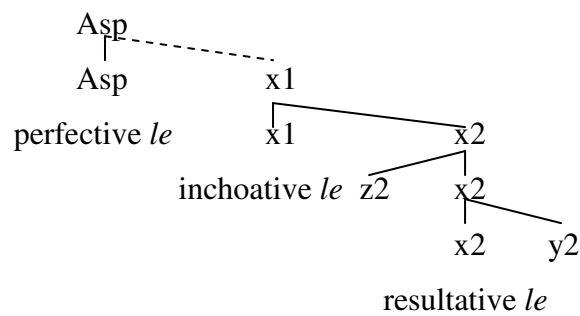 Asp
Asp x1
perfective le x1 x2
inchoative le z2 x2
x2 y2
resultative le